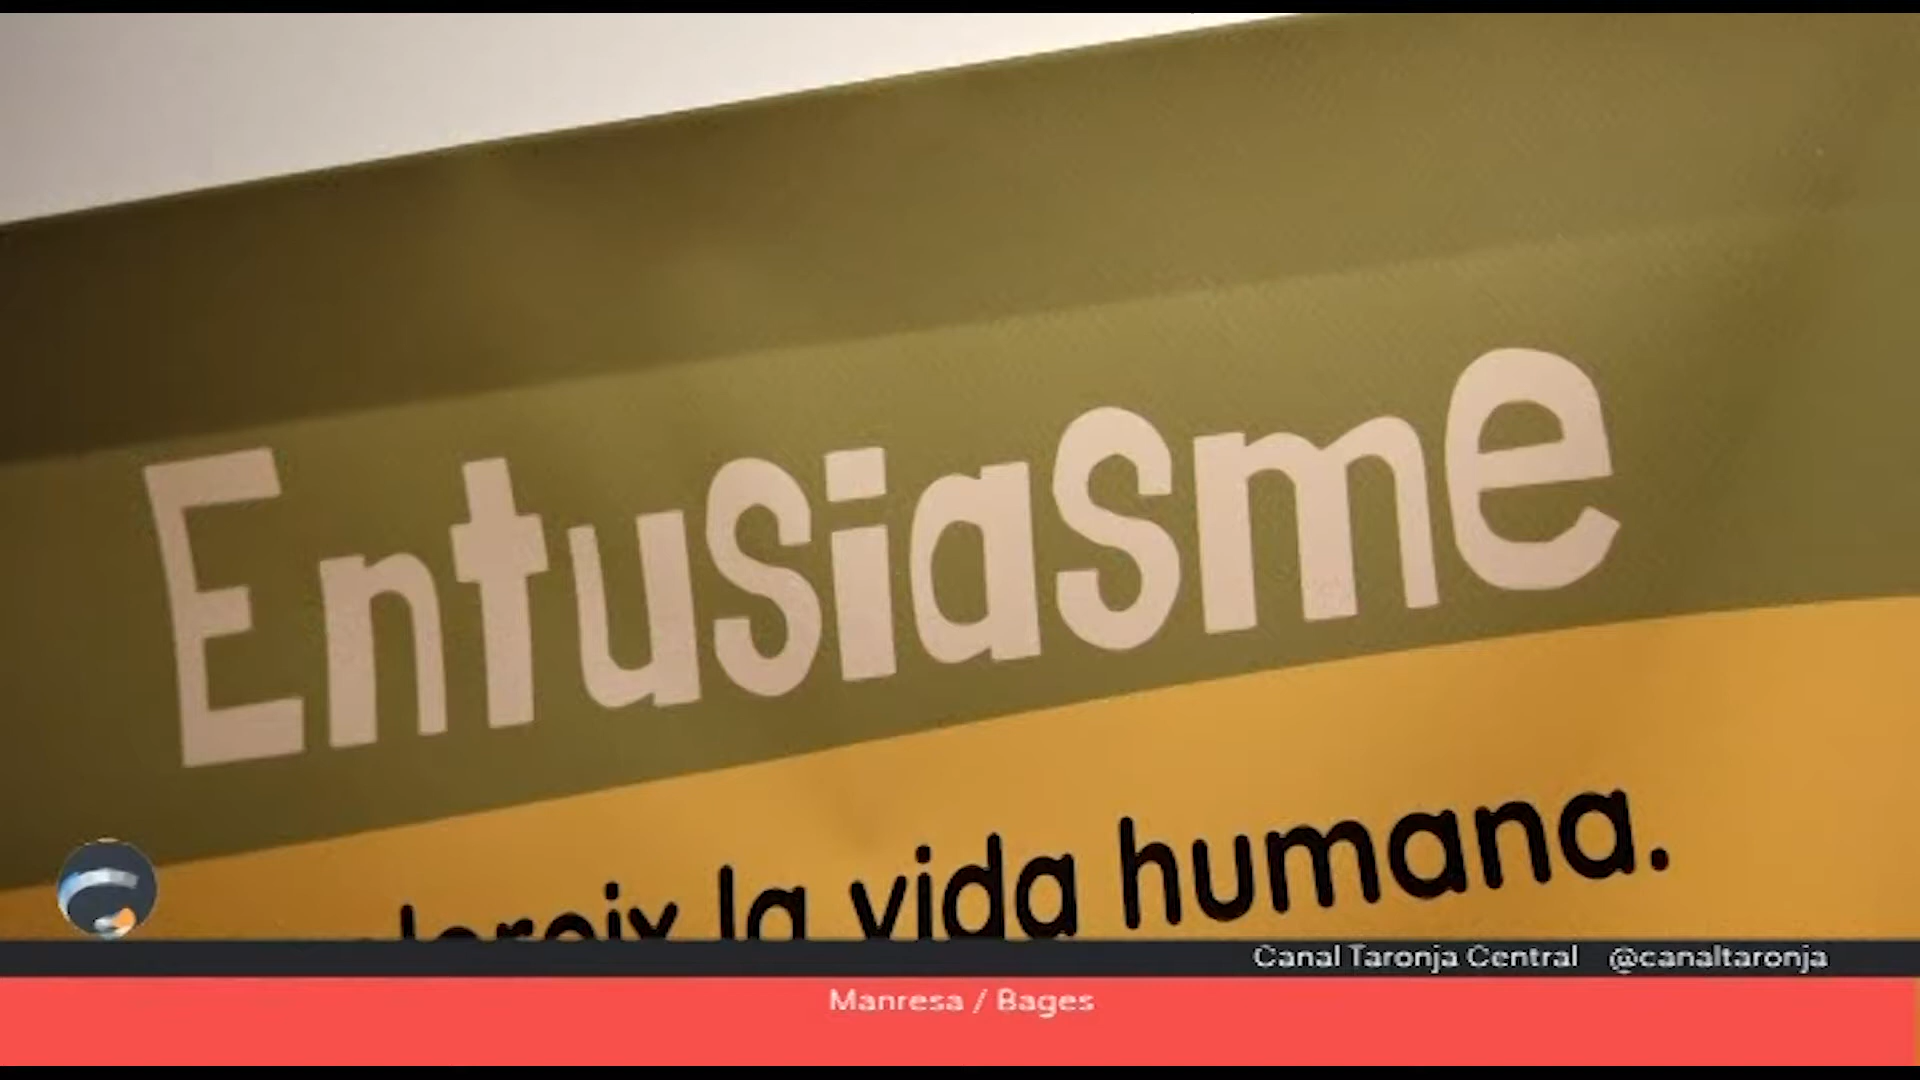 Entusiasme
la vida humana.
Canal Taronja Central @canaltaronja
Manresa / Bages